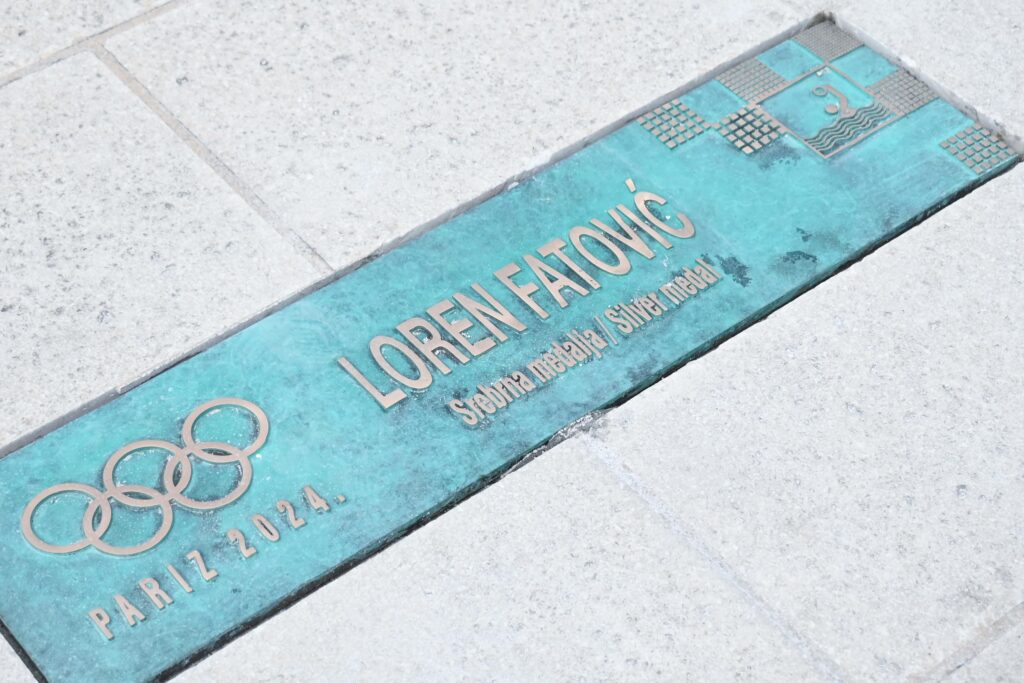 LOREN FATOVIĆ
Srebrna medalja / Silver medal
PARIZ 2024.